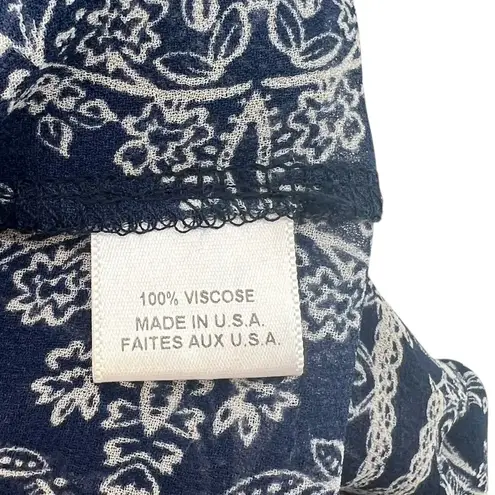 100% VISCOSE
MADE IN U.S.A.
FAITES AUX U.S.A.